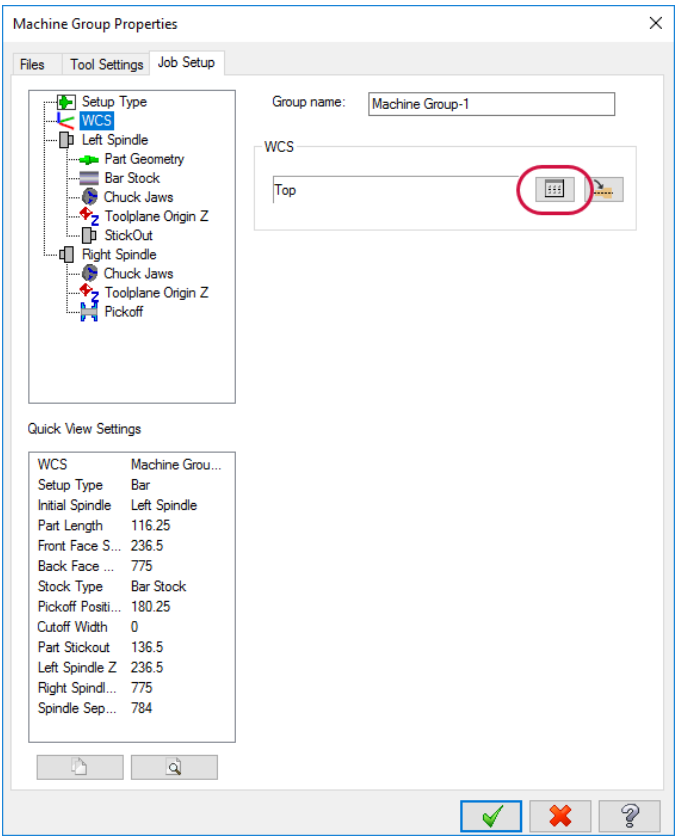 Machine Group Properties
Files Tool Settings Job Setup
Setup Type
WCS
Left Spindle
Part Geometry
Bar Stock
Chuck Jaws
Toolplane Origin Z
StickOut
Right Spindle
Chuck Jaws
Toolplane Origin Z
Pickoff
Group name: Machine Group-1
WCS
Top
Quick View Settings
WCS Machine Grou...
Setup Type Bar
Initial Spindle Left Spindle
Part Length 116.25
Front Face S... 236.5
Back Face ... 775
Stock Type Bar Stock
Pickoff Positi... 180.25
Cutoff Width 0
Part Stickout 136.5
Left Spindle Z 236.5
Right Spindl... 775
Spindle Sep... 784